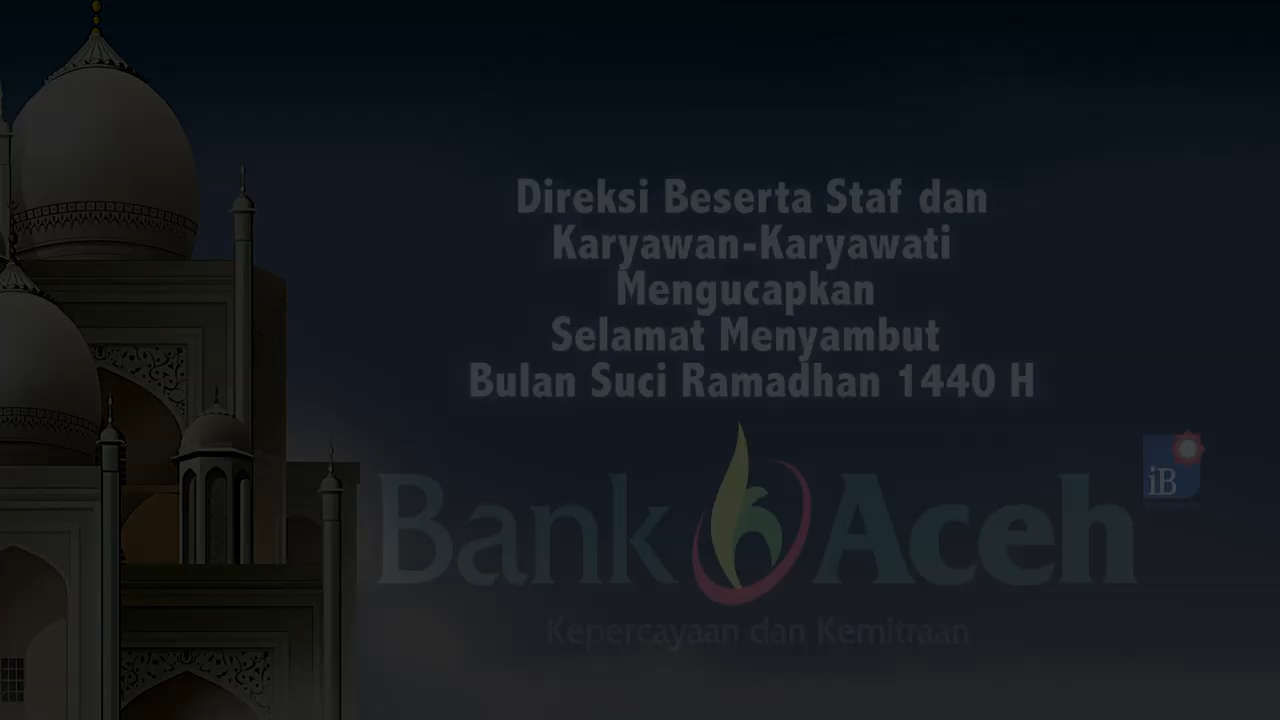 Direksi Beserta Staf dan
Karyawan-Karyawati
Mengucapkan
Selamat Menyambut
Bulan Suci Ramadhan 1440 H
Bank Aceh iB
Kepercayaan dan Kemitraan